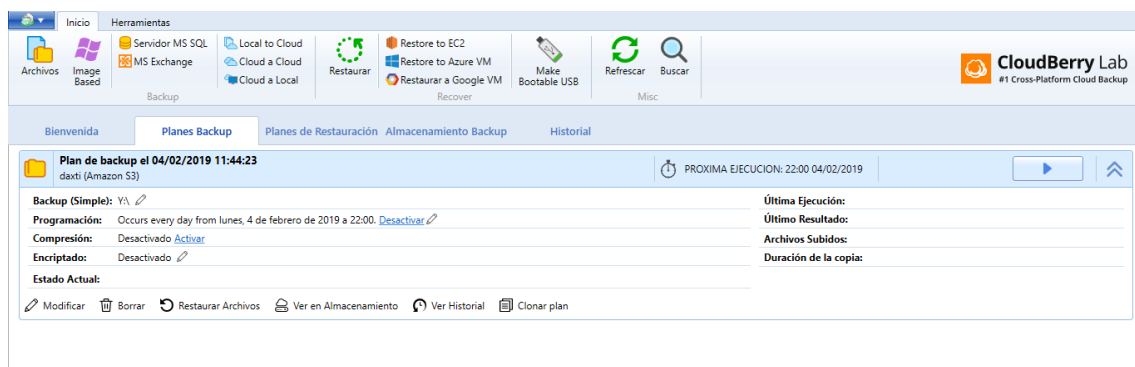 Inicio Herramientas
Archivos
Image Based
Servidor MS SQL
MS Exchange
Local to Cloud
Cloud a Cloud
Cloud a Local
Backup
Restaurar
Restore to EC2
Restore to Azure VM
Restaurar a Google VM
Make Bootable USB
Recover
Refrescar
Buscar
Misc
CloudBerry Lab
#1 Cross-Platform Cloud Backup
Bienvenida Planes Backup Planes de Restauración Almacenamiento Backup Historial
Plan de backup el 04/02/2019 11:44:23
daxti (Amazon S3)
PROXIMA EJECUCION: 22:00 04/02/2019
Backup (Simple): Y:\
Programación: Occurs every day from lunes, 4 de febrero de 2019 a 22:00. Desactivar
Compresión: Desactivado Activar
Encriptado: Desactivado
Estado Actual:
Última Ejecución:
Último Resultado:
Archivos Subidos:
Duración de la copia:
Modificar Borrar Restaurar Archivos Ver en Almacenamiento Ver Historial Clonar plan